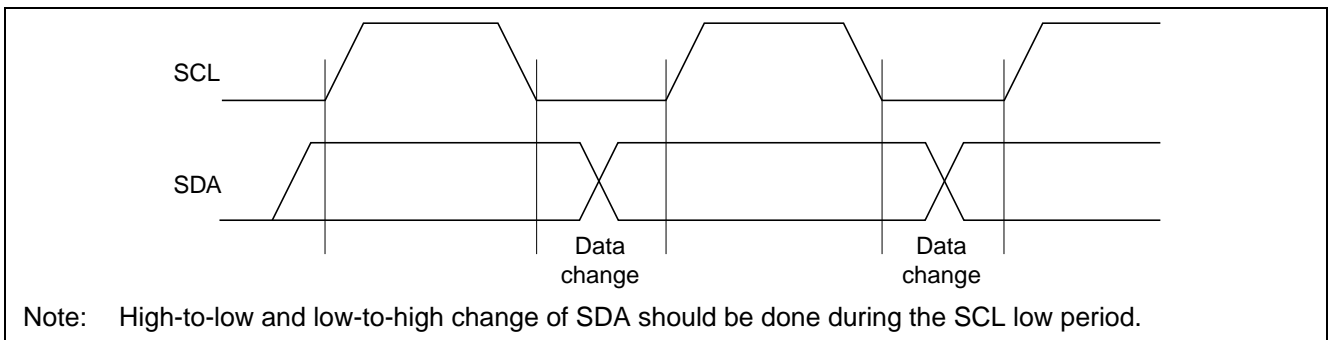 SCL
SDA
Data
change
Data
change
Note: High-to-low and low-to-high change of SDA should be done during the SCL low period.